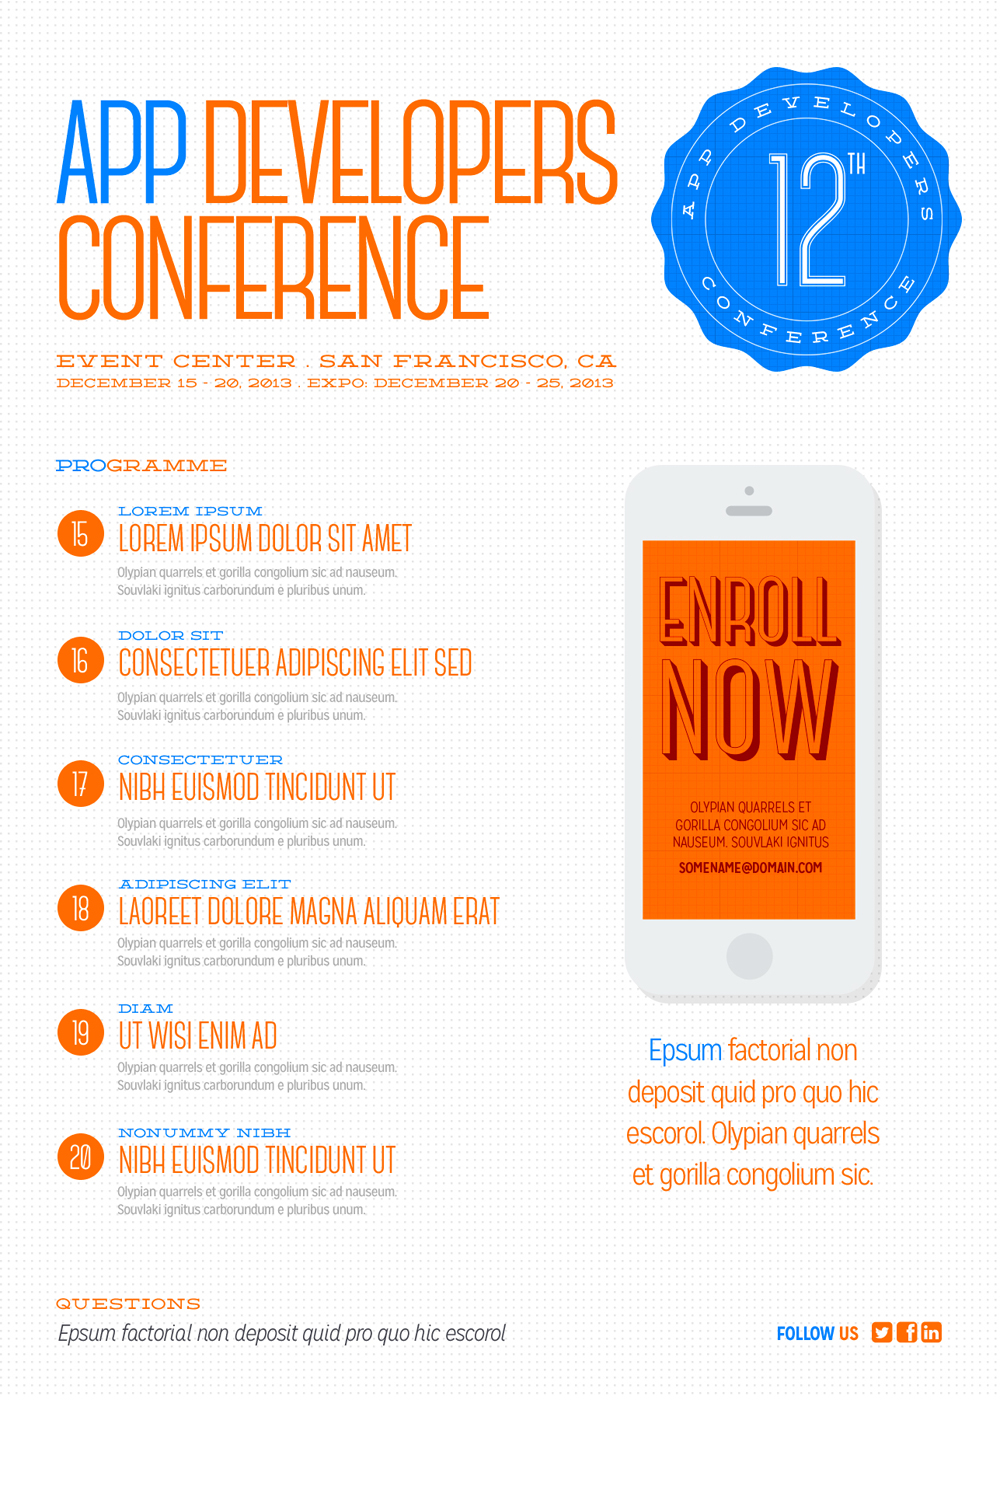 APP DEVELOPERS
CONFERENCE
EVENT CENTER . SAN FRANCISCO, CA
DECEMBER 15 - 20, 2013 . EXPO: DECEMBER 20 - 25, 2013
APP DEVELOPERS
12TH
CONFERENCE
PROGRAMME
15
LOREM IPSUM
LOREM IPSUM DOLOR SIT AMET
Olypian quarrels et gorilla congolium sic ad nauseum.
Souvlaki ignitus carborundum e pluribus unum.
16
DOLOR SIT
CONSECTETUER ADIPISCING ELIT SED
Olypian quarrels et gorilla congolium sic ad nauseum.
Souvlaki ignitus carborundum e pluribus unum.
17
CONSECTETUER
NIBH EUISMOD TINCIDUNT UT
Olypian quarrels et gorilla congolium sic ad nauseum.
Souvlaki ignitus carborundum e pluribus unum.
18
ADIPISCING ELIT
LAOREET DOLORE MAGNA ALIQUAM ERAT
Olypian quarrels et gorilla congolium sic ad nauseum.
Souvlaki ignitus carborundum e pluribus unum.
19
DIAM
UT WISI ENIM AD
Olypian quarrels et gorilla congolium sic ad nauseum.
Souvlaki ignitus carborundum e pluribus unum.
20
NONUMMY NIBH
NIBH EUISMOD TINCIDUNT UT
Olypian quarrels et gorilla congolium sic ad nauseum.
Souvlaki ignitus carborundum e pluribus unum.
ENROLL
NOW
OLYPIAN QUARRELS ET
GORILLA CONGOLIUM SIC AD
NAUSEUM. SOUVLAKI IGNITUS
SOMENAME@DOMAIN.COM
Epsum factorial non
deposit quid pro quo hic
escorol. Olypian quarrels
et gorilla congolium sic.
QUESTIONS
Epsum factorial non deposit quid pro quo hic escorol
FOLLOW US